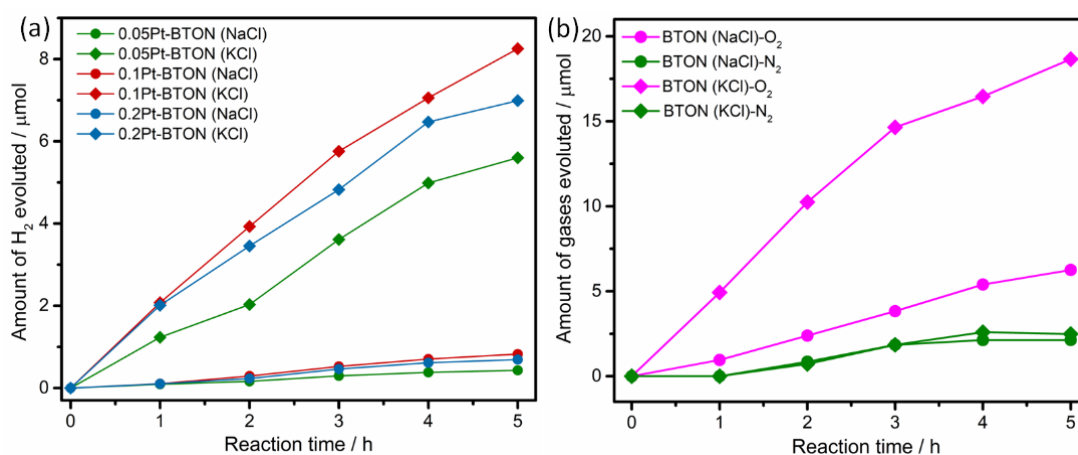 (a)
0.05Pt-BTON (NaCl)
0.05Pt-BTON (KCl)
0.1Pt-BTON (NaCl)
0.1Pt-BTON (KCl)
0.2Pt-BTON (NaCl)
0.2Pt-BTON (KCl)
Amount of H₂ evoluted / μmol
8
6
4
2
0
0 1 2 3 4 5
Reaction time / h
(b)
BTON (NaCl)-O₂
BTON (NaCl)-N₂
BTON (KCl)-O₂
BTON (KCl)-N₂
Amount of gases evoluted / μmol
20
15
10
5
0
0 1 2 3 4 5
Reaction time / h